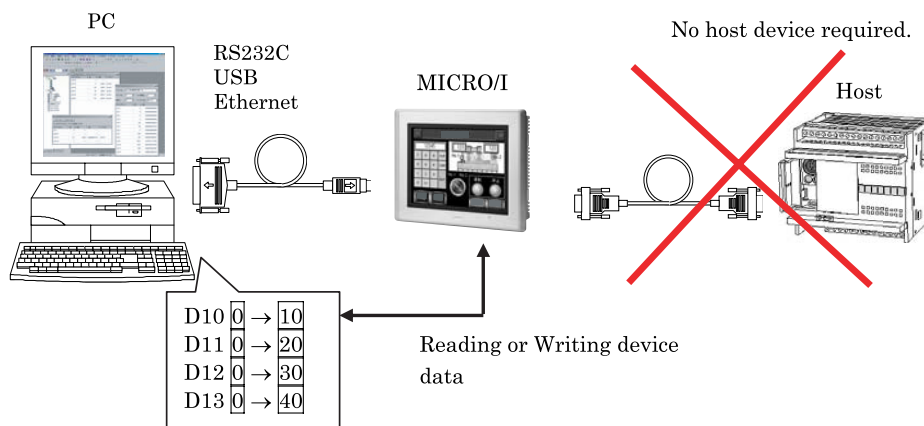 PC
RS232C
USB
Ethernet
MICRO/I
No host device required.
Host
D10 0 → 10
D11 0 → 20
D12 0 → 30
D13 0 → 40
Reading or Writing device
data